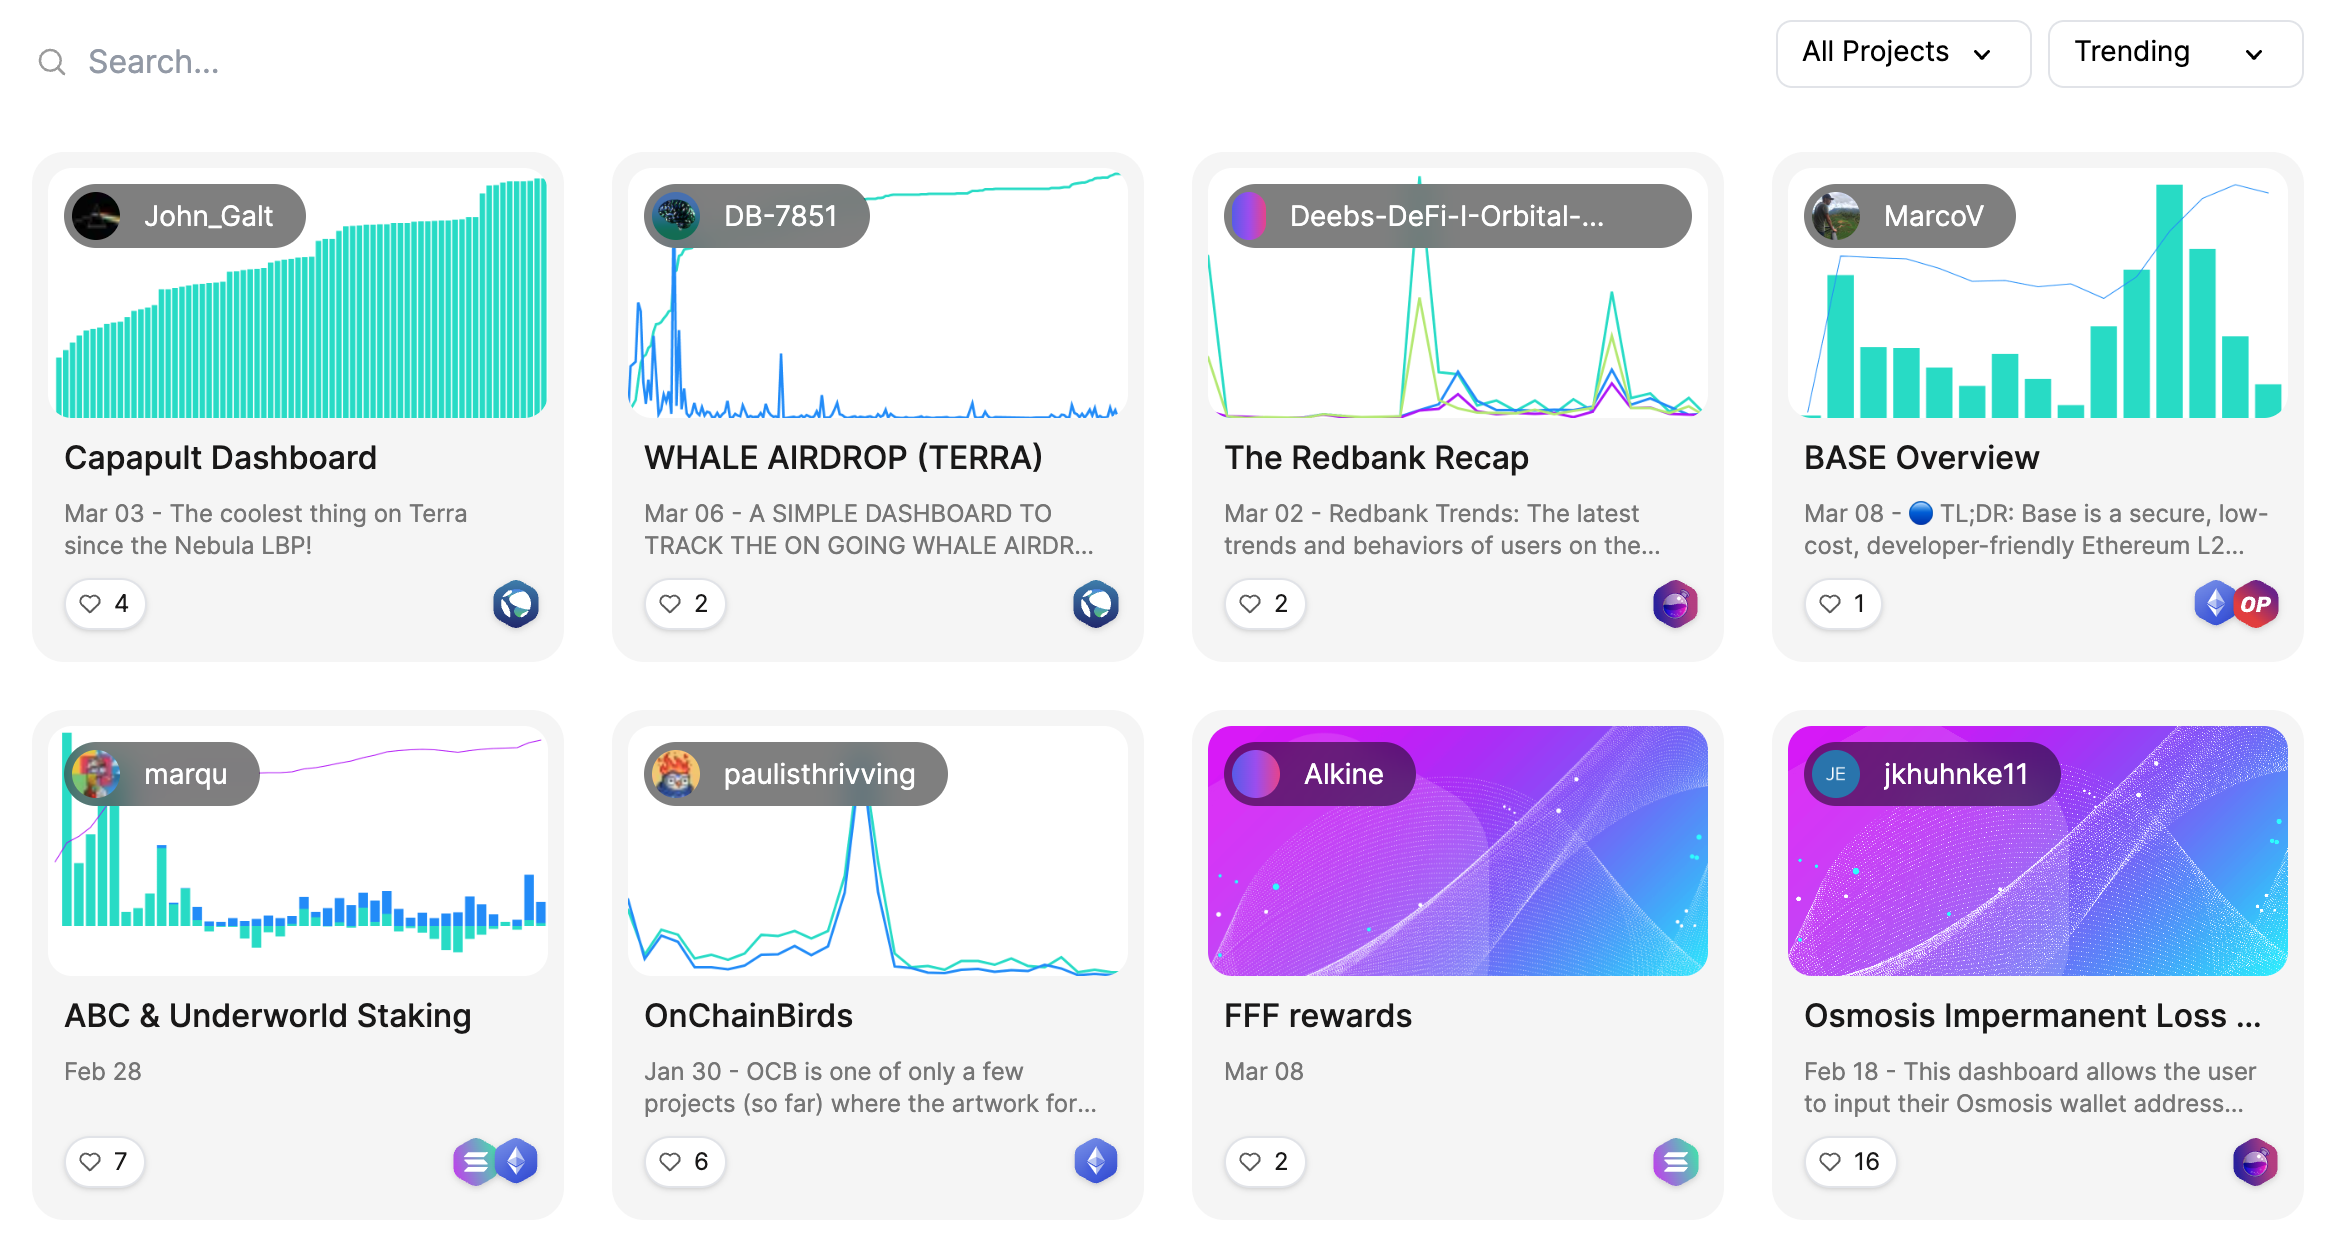 Search...
All Projects
Trending
John_Galt
Capapult Dashboard
Mar 03 - The coolest thing on Terra
since the Nebula LBP!
4
DB-7851
WHALE AIRDROP (TERRA)
Mar 06 - A SIMPLE DASHBOARD TO
TRACK THE ON GOING WHALE AIRDR...
2
Deebs-DeFi-I-Orbital-...
The Redbank Recap
Mar 02 - Redbank Trends: The latest
trends and behaviors of users on the...
2
MarcoV
BASE Overview
Mar 08 - 🔵 TL;DR: Base is a secure, low-
cost, developer-friendly Ethereum L2...
1
OP
marqu
ABC & Underworld Staking
Feb 28
7
paulisthrivving
OnChainBirds
Jan 30 - OCB is one of only a few
projects (so far) where the artwork for...
6
Alkine
FFF rewards
Mar 08
2
JE
jkhuhnke11
Osmosis Impermanent Loss ...
Feb 18 - This dashboard allows the user
to input their Osmosis wallet address...
16